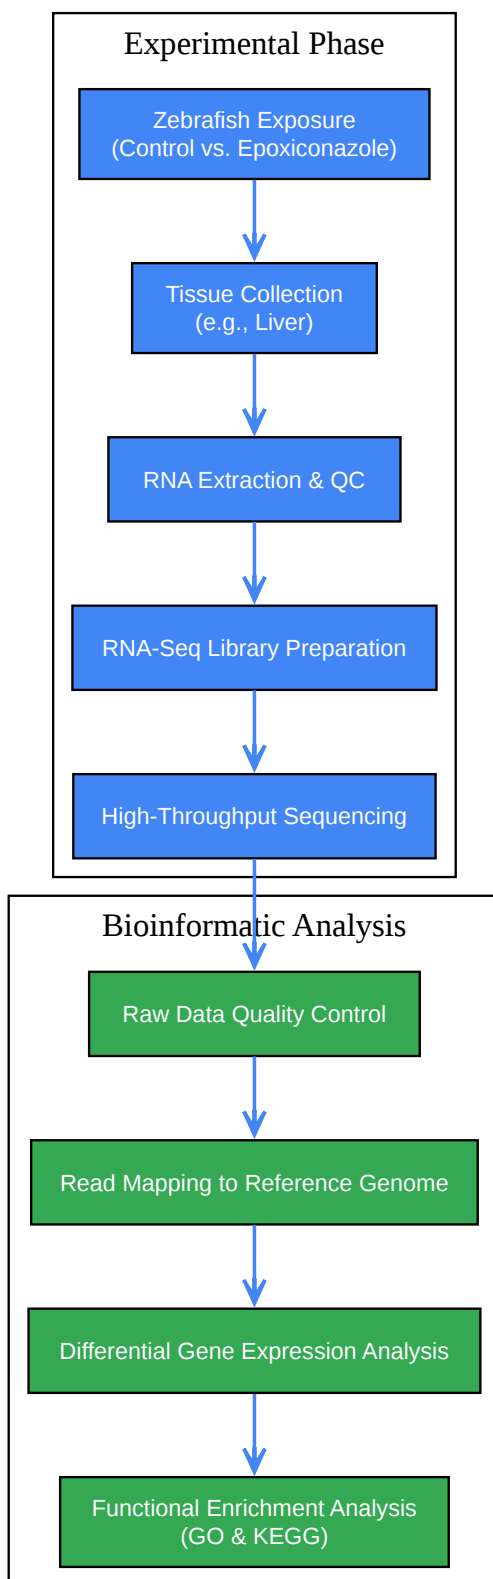 Experimental Phase
Zebrafish Exposure
(Control vs. Epoxiconazole)
Tissue Collection
(e.g., Liver)
RNA Extraction & QC
RNA-Seq Library Preparation
High-Throughput Sequencing
Bioinformatic Analysis
Raw Data Quality Control
Read Mapping to Reference Genome
Differential Gene Expression Analysis
Functional Enrichment Analysis
(GO & KEGG)